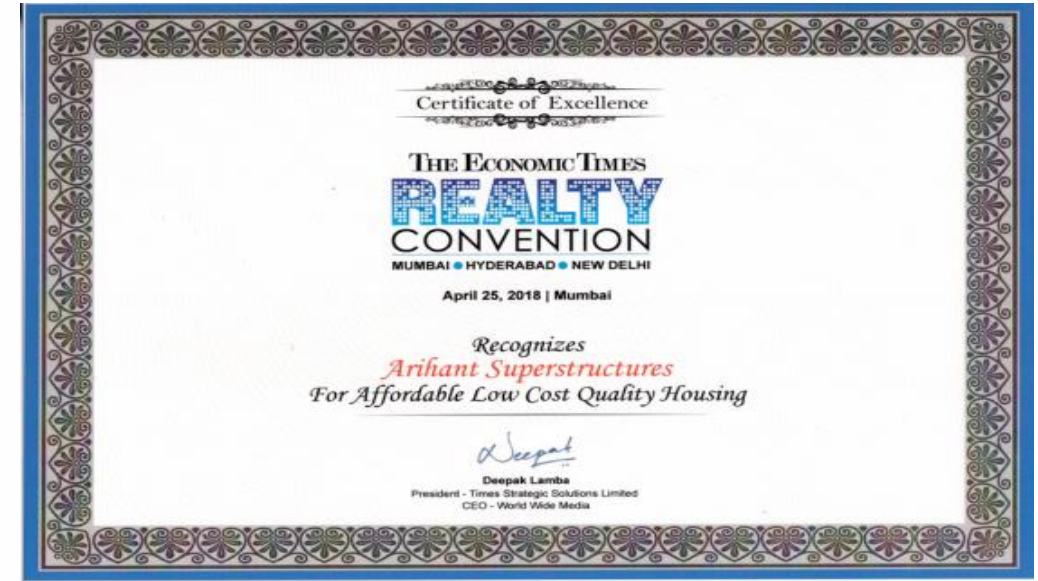 Certificate of Excellence
THE ECONOMIC TIMES
REALTY
CONVENTION
MUMBAI • HYDERABAD • NEW DELHI
April 25, 2018 | Mumbai
Recognizes
Arihant Superstructures
For Affordable Low Cost Quality Housing
Deepak
Deepak Lamba
President - Times Strategic Solutions Limited
CEO - World Wide Media